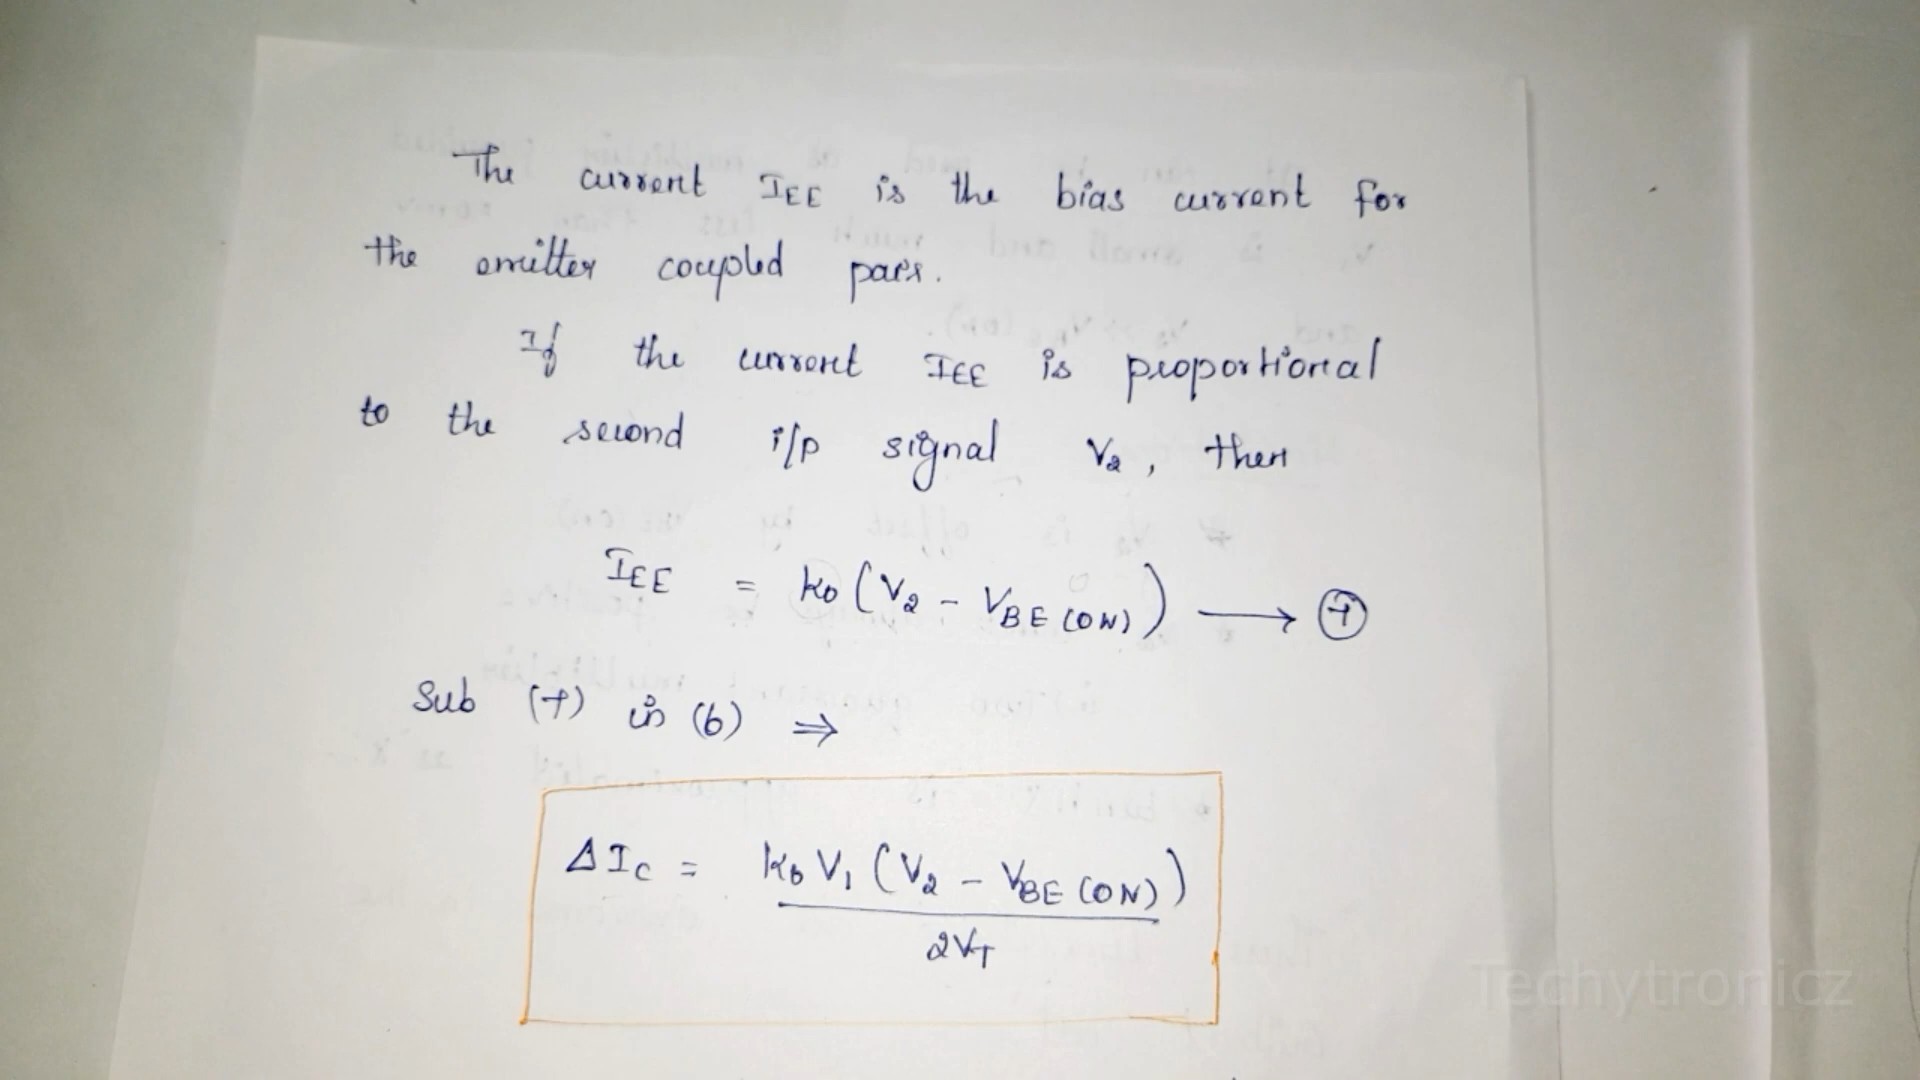 The current IEE is the bias current for
the emitter coupled pair.
If the current IEE is proportional
to the second i/p signal V2, then
IEE = k0 (V2 - VBE (ON)) ⟶ 7
Sub (7) in (6) ⇒
ΔIC = k0 V1 (V2 - VBE (ON))
2VT
Techytronicz